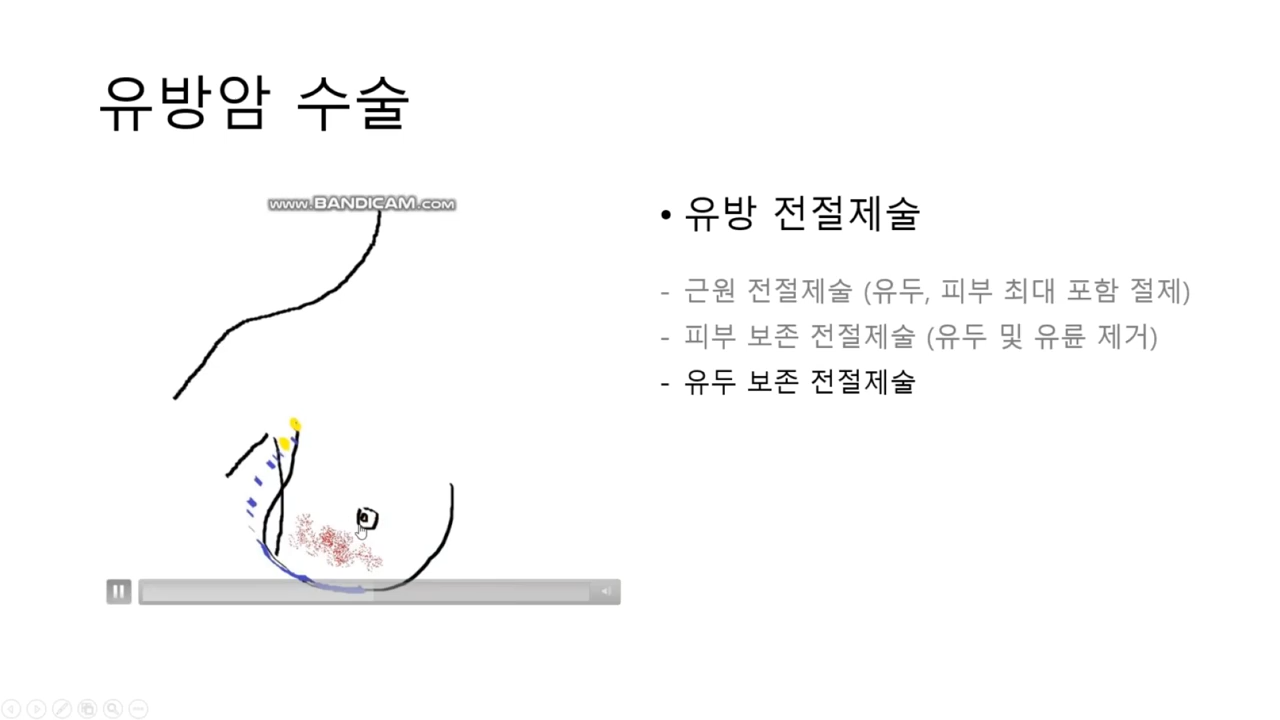 유방암 수술
www.BANDICAM.com
• 유방 전절제술
- 근원 전절제술 (유두, 피부 최대 포함 절제)
- 피부 보존 전절제술 (유두 및 유륜 제거)
- 유두 보존 전절제술